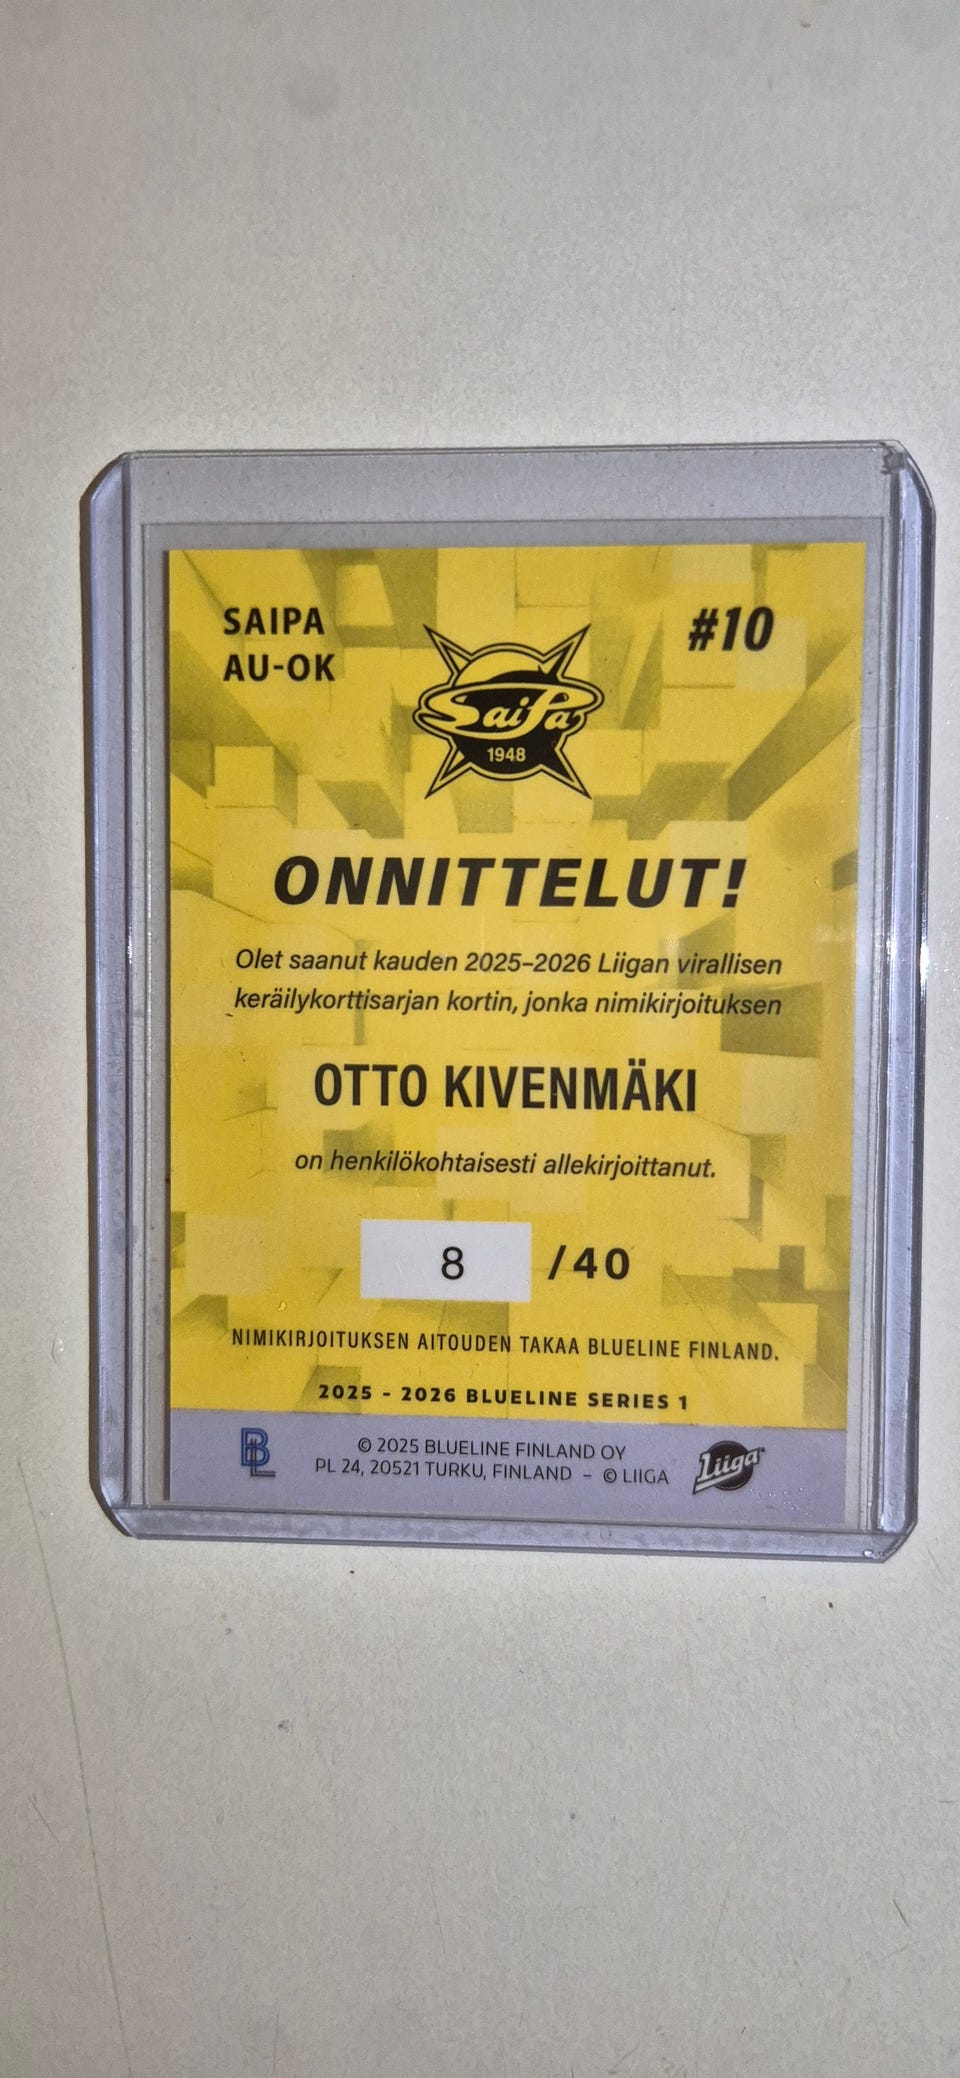 SAIPA
AU-OK
#10
SaiPa
1948
ONNITTELUT!
Olet saanut kauden 2025–2026 Liigan virallisen
keräilykorttisarjan kortin, jonka nimikirjoituksen
OTTO KIVENMÄKI
on henkilökohtaisesti allekirjoittanut.
8 /40
NIMIKIRJOITUKSEN AITOUDEN TAKAA BLUELINE FINLAND.
2025 - 2026 BLUELINE SERIES 1
BL
© 2025 BLUELINE FINLAND OY
PL 24, 20521 TURKU, FINLAND – © LIIGA
Liiga